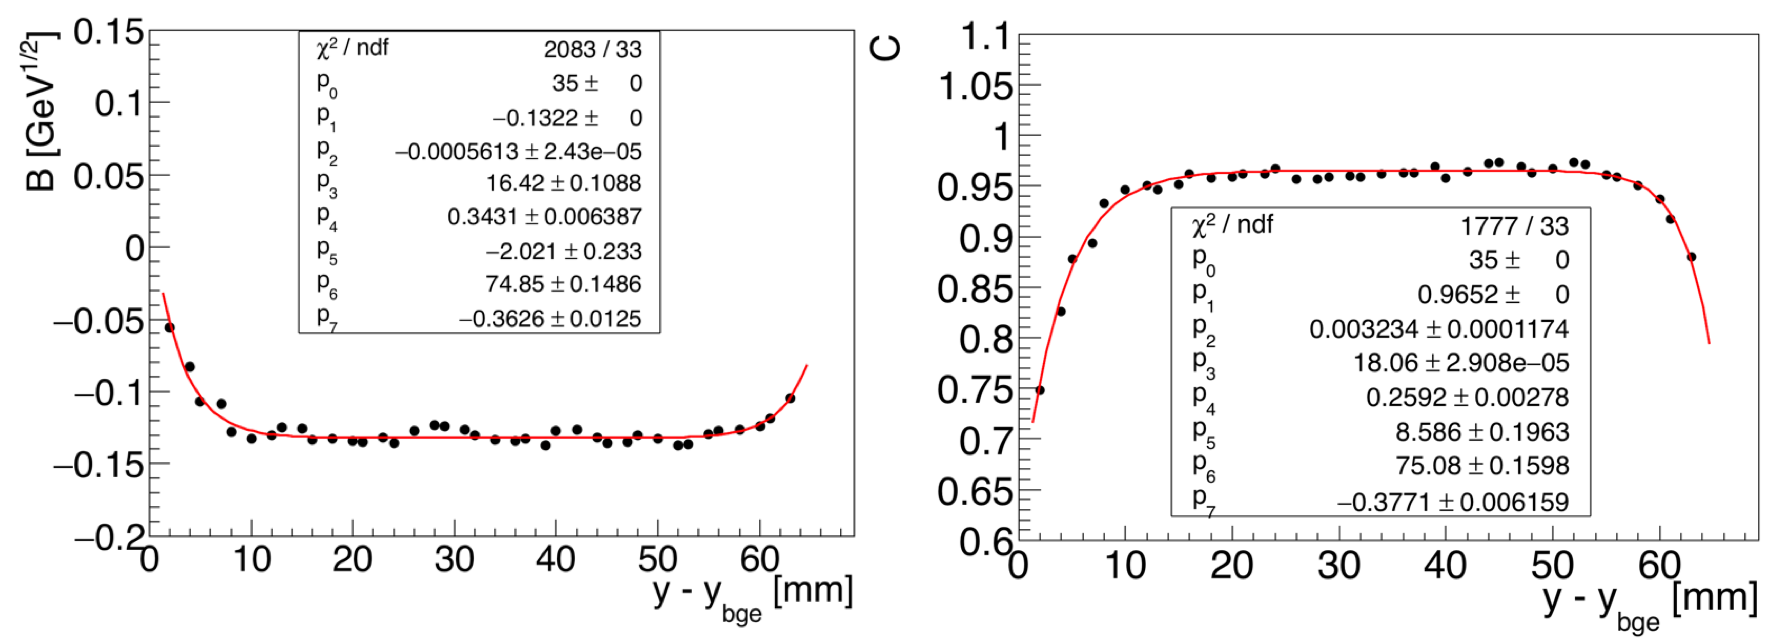 B [GeV^1/2]
0.15
0.1
0.05
0
−0.05
−0.1
−0.15
−0.2
χ² / ndf 2083 / 33
p0 35 ± 0
p1 −0.1322 ± 0
p2 −0.0005613 ± 2.43e−05
p3 16.42 ± 0.1088
p4 0.3431 ± 0.006387
p5 −2.021 ± 0.233
p6 74.85 ± 0.1486
p7 −0.3626 ± 0.0125
0 10 20 30 40 50 60
y - y_bge [mm]
C
1.1
1.05
1
0.95
0.9
0.85
0.8
0.75
0.7
0.65
0.6
χ² / ndf 1777 / 33
p0 35 ± 0
p1 0.9652 ± 0
p2 0.003234 ± 0.0001174
p3 18.06 ± 2.908e−05
p4 0.2592 ± 0.00278
p5 8.586 ± 0.1963
p6 75.08 ± 0.1598
p7 −0.3771 ± 0.006159
0 10 20 30 40 50 60
y - y_bge [mm]